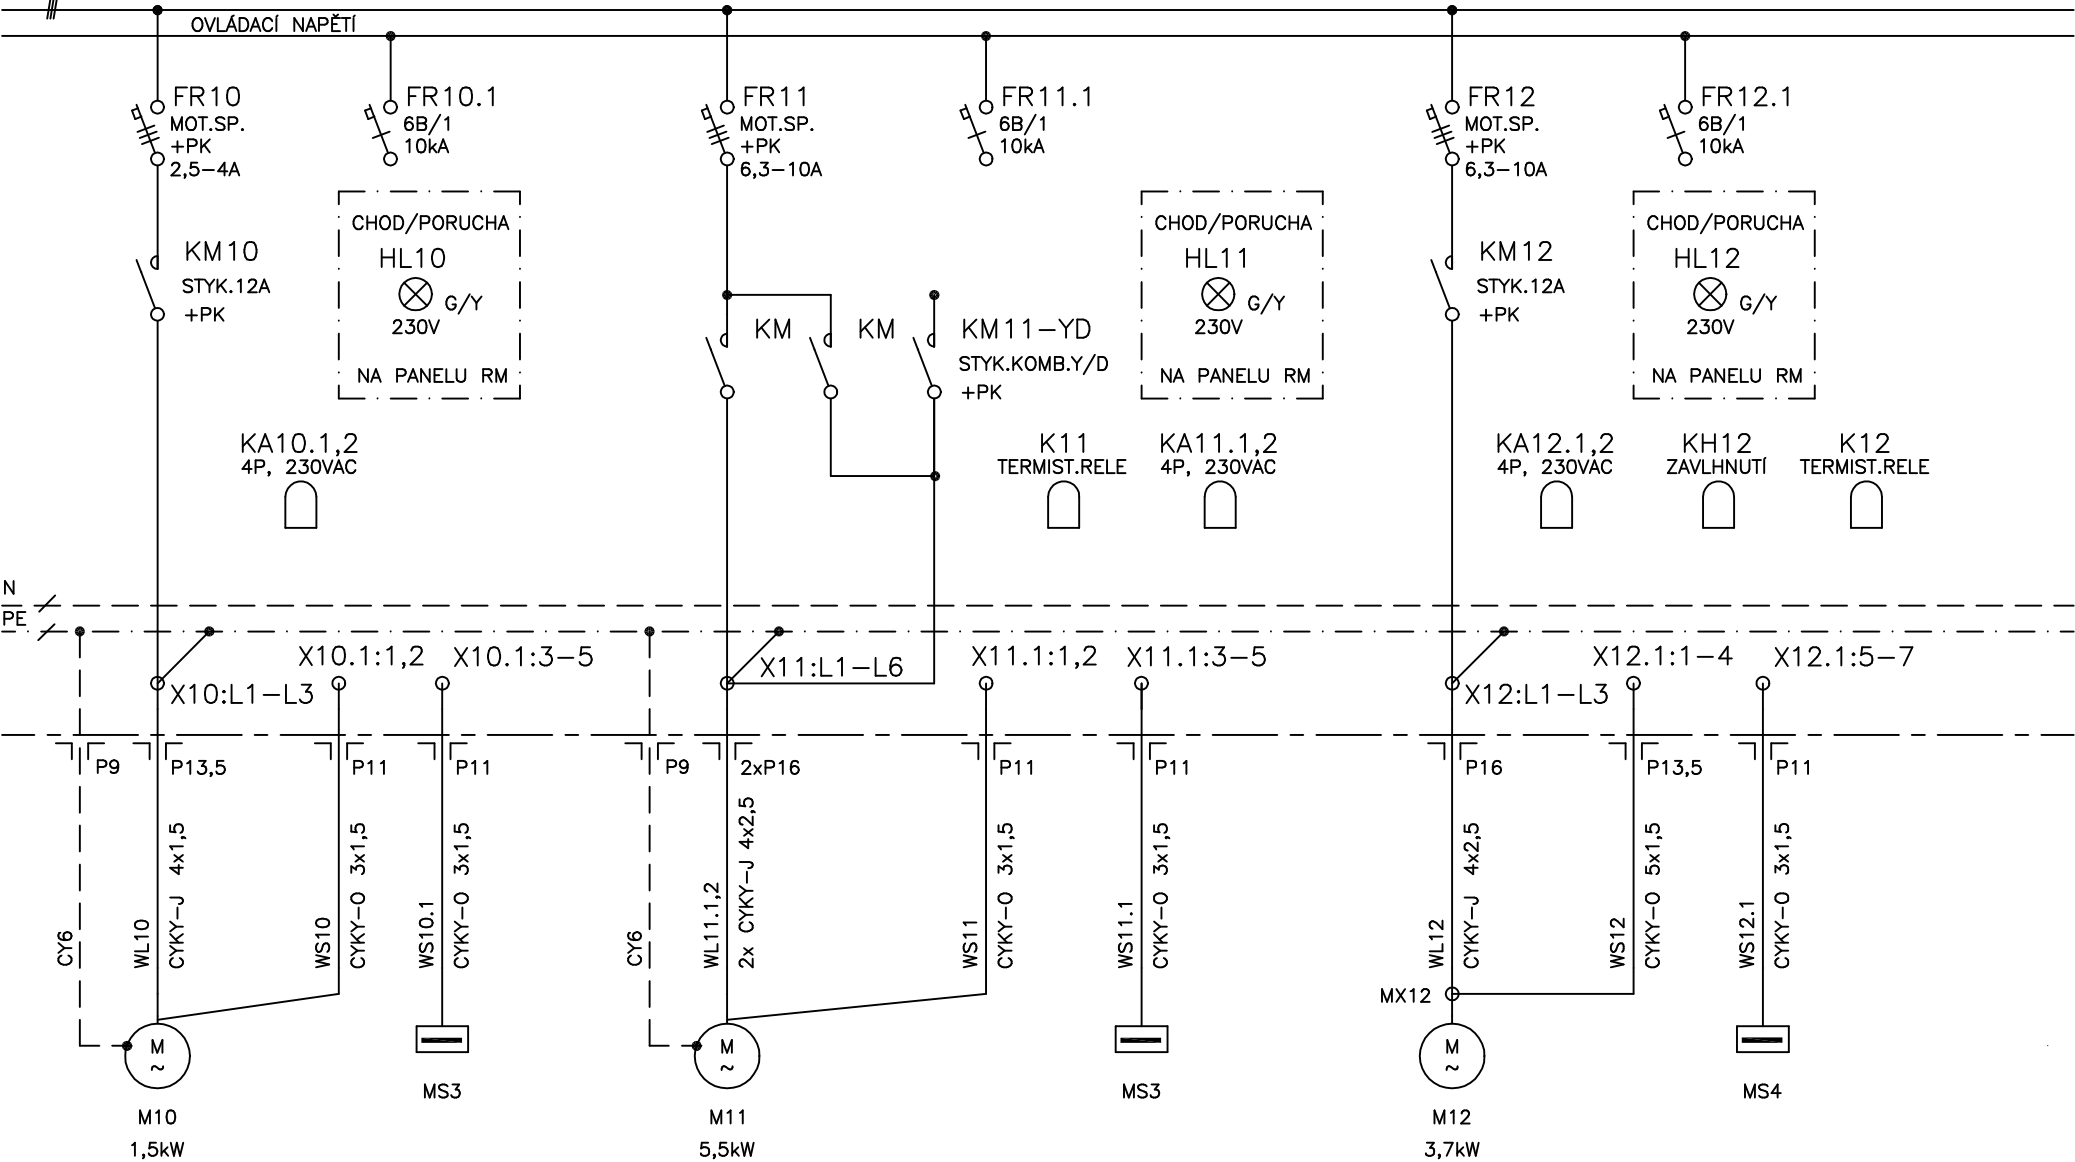 OVLÁDACÍ NAPĚTÍ
FR10
MOT.SP.
+PK
2,5-4A
FR10.1
6B/1
10kA
FR11
MOT.SP.
+PK
6,3-10A
FR11.1
6B/1
10kA
FR12
MOT.SP.
+PK
6,3-10A
FR12.1
6B/1
10kA
KM10
STYK.12A
+PK
CHOD/PORUCHA
HL10
G/Y
230V
NA PANELU RM
KM
KM
KM11-YD
STYK.KOMB.Y/D
+PK
CHOD/PORUCHA
HL11
G/Y
230V
NA PANELU RM
KM12
STYK.12A
+PK
CHOD/PORUCHA
HL12
G/Y
230V
NA PANELU RM
KA10.1,2
4P, 230VAC
K11
TERMIST.RELE
KA11.1,2
4P, 230VAC
KA12.1,2
4P, 230VAC
KH12
ZAVLHNUTÍ
K12
TERMIST.RELE
N
PE
X10:L1-L3
X10.1:1,2
X10.1:3-5
X11:L1-L6
X11.1:1,2
X11.1:3-5
X12:L1-L3
X12.1:1-4
X12.1:5-7
P9
P13,5
P11
P11
P9
2xP16
P11
P11
P16
P13,5
P11
CY6
WL10
CYKY-J 4x1,5
WS10
CYKY-O 3x1,5
WS10.1
CYKY-O 3x1,5
CY6
WL11.1,2
2x CYKY-J 4x2,5
WS11
CYKY-O 3x1,5
WS11.1
CYKY-O 3x1,5
WL12
CYKY-J 4x2,5
WS12
CYKY-O 5x1,5
WS12.1
CYKY-O 3x1,5
MX12
M
~
M10
1,5kW
MS3
M
~
M11
5,5kW
MS3
M
~
M12
3,7kW
MS4